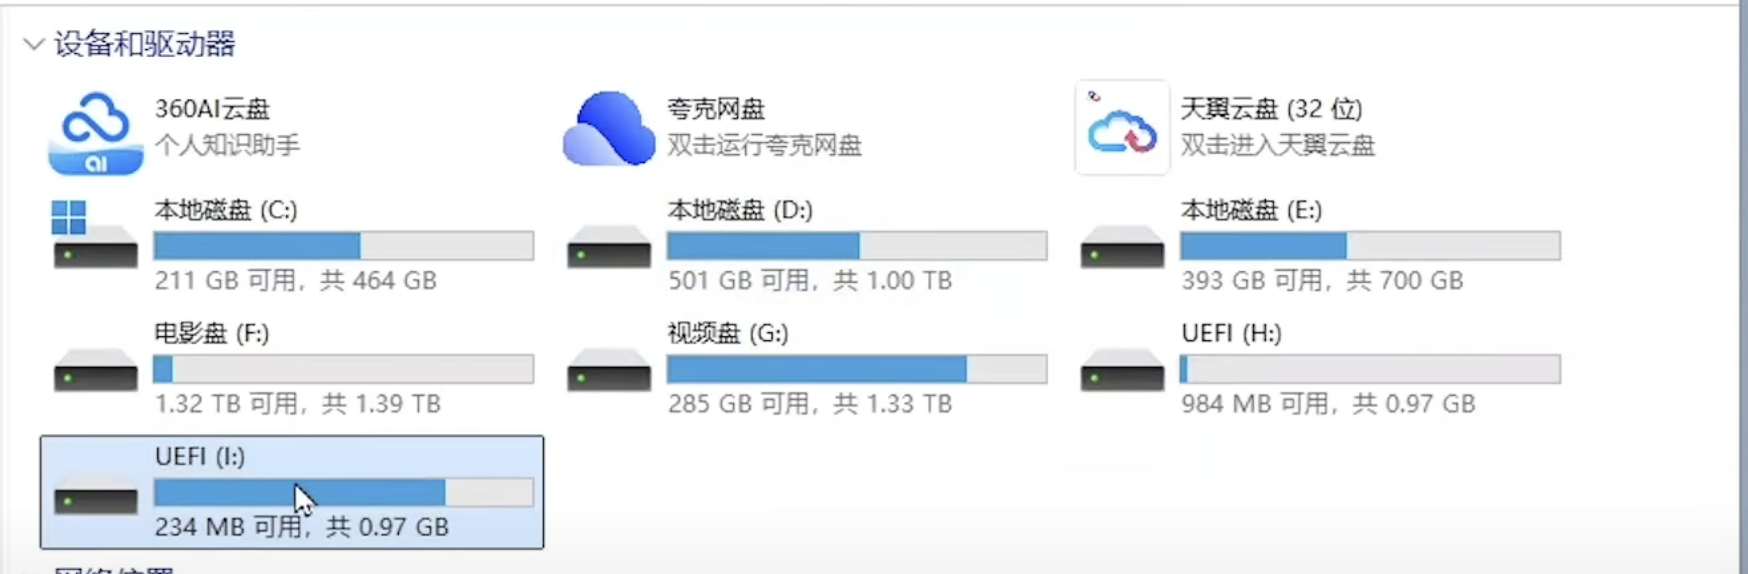 设备和驱动器
360AI云盘
个人知识助手
ai
夸克网盘
双击运行夸克网盘
天翼云盘 (32 位)
双击进入天翼云盘
本地磁盘 (C:)
211 GB 可用，共 464 GB
本地磁盘 (D:)
501 GB 可用，共 1.00 TB
本地磁盘 (E:)
393 GB 可用，共 700 GB
电影盘 (F:)
1.32 TB 可用，共 1.39 TB
视频盘 (G:)
285 GB 可用，共 1.33 TB
UEFI (H:)
984 MB 可用，共 0.97 GB
UEFI (I:)
234 MB 可用，共 0.97 GB
网络位置